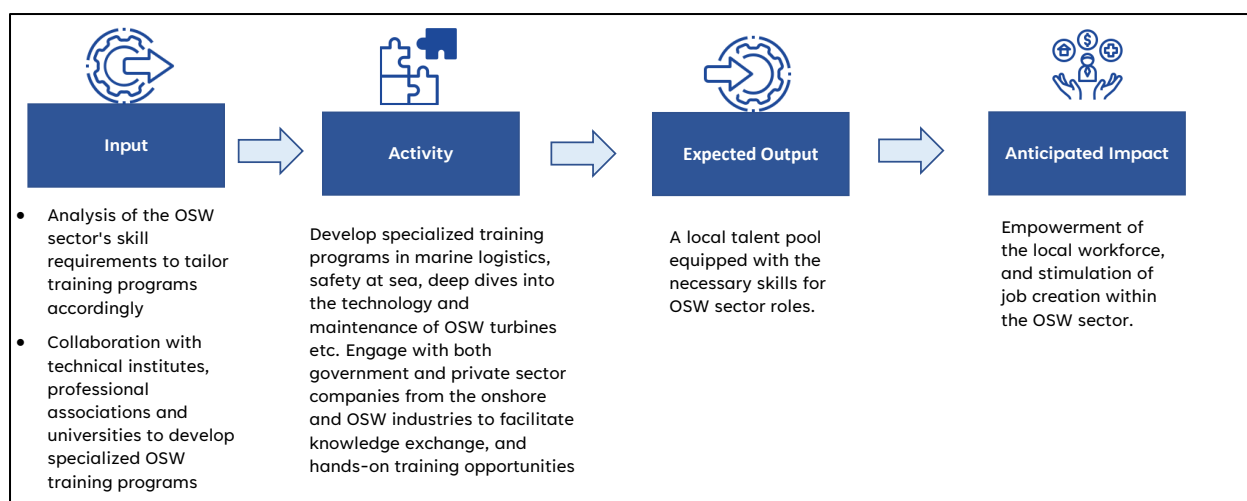 Input
● Analysis of the OSW
sector's skill
requirements to tailor
training programs
accordingly
● Collaboration with
technical institutes,
professional
associations and
universities to develop
specialized OSW
training programs
Activity
Develop specialized training
programs in marine logistics,
safety at sea, deep dives into
the technology and
maintenance of OSW turbines
etc. Engage with both
government and private sector
companies from the onshore
and OSW industries to facilitate
knowledge exchange, and
hands-on training opportunities
Expected Output
A local talent pool
equipped with the
necessary skills for
OSW sector roles.
$
Anticipated Impact
Empowerment of
the local workforce,
and stimulation of
job creation within
the OSW sector.